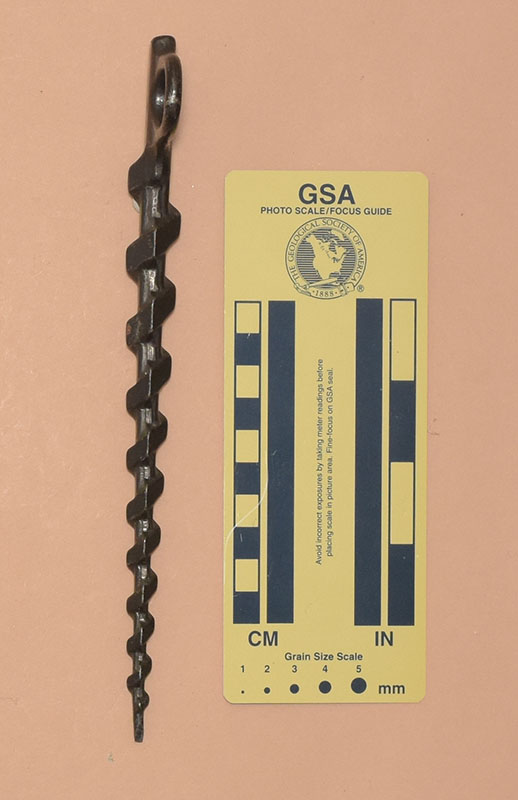 GSA
PHOTO SCALE/FOCUS GUIDE
THE GEOLOGICAL SOCIETY OF AMERICA
1888
®
Avoid incorrect exposures by taking meter readings before
placing scale in picture area. Fine-focus on GSA seal.
CM IN
Grain Size Scale
1 2 3 4 5
mm